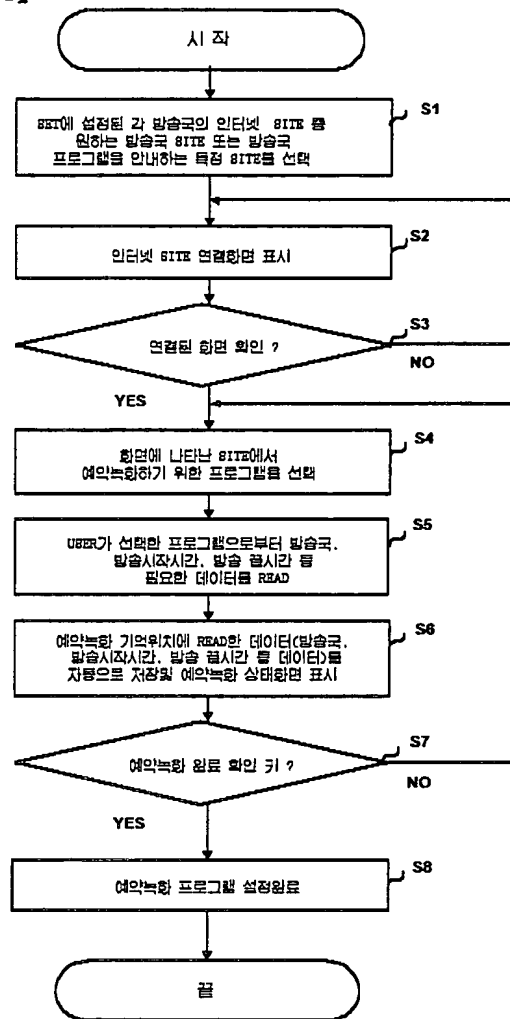 시 작
S1
SET에 설정된 각 방송국의 인터넷 SITE 중
원하는 방송국 SITE 또는 방송국
프로그램을 안내하는 특정 SITE를 선택
S2
인터넷 SITE 연결화면 표시
S3
연결된 화면 확인 ?
NO
YES
S4
화면에 나타난 SITE에서
예약녹화하기 위한 프로그램을 선택
S5
USER가 선택한 프로그램으로부터 방송국,
방송시작시간, 방송 끝시간 등
필요한 데이터를 READ
S6
예약녹화 기억위치에 READ한 데이터(방송국,
방송시작시간, 방송 끝시간 등 데이터)를
자동으로 저장및 예약녹화 상태화면 표시
S7
예약녹화 완료 확인 키 ?
NO
YES
S8
예약녹화 프로그램 설정완료
끝